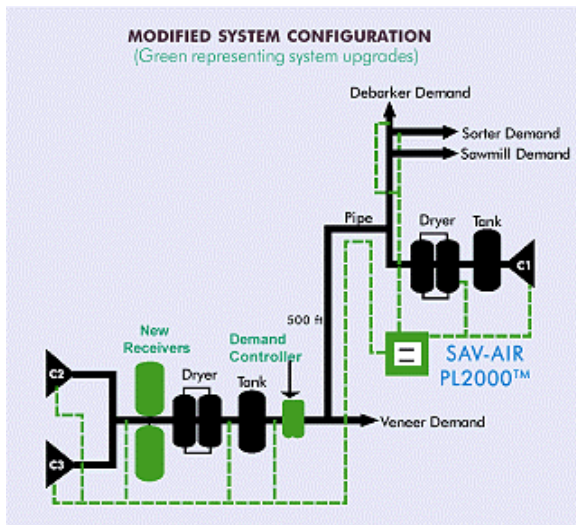 MODIFIED SYSTEM CONFIGURATION
(Green representing system upgrades)
Debarker Demand
Sorter Demand
Sawmill Demand
Pipe
Dryer
Tank
C1
500 ft
New
Receivers
Demand
Controller
SAV-AIR
PL2000™
C2
Dryer
Tank
Veneer Demand
C3